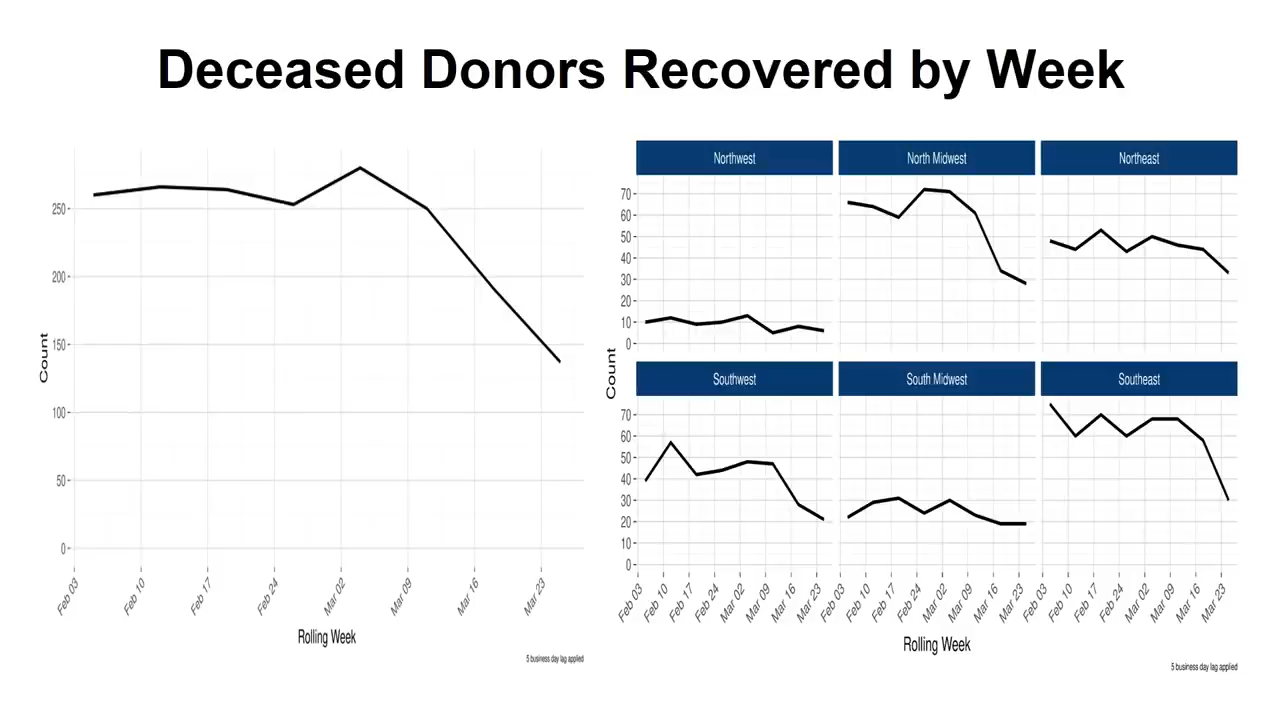 Deceased Donors Recovered by Week
Count
250
200
150
100
50
0
Feb 03
Feb 10
Feb 17
Feb 24
Mar 02
Mar 09
Mar 16
Mar 23
Rolling Week
5 business day lag applied
Count
Northwest
North Midwest
Northeast
70
60
50
40
30
20
10
0
Southwest
South Midwest
Southeast
70
60
50
40
30
20
10
0
Feb 03
Feb 10
Feb 17
Feb 24
Mar 02
Mar 09
Mar 16
Mar 23
Feb 03
Feb 10
Feb 17
Feb 24
Mar 02
Mar 09
Mar 16
Mar 23
Feb 03
Feb 10
Feb 17
Feb 24
Mar 02
Mar 09
Mar 16
Mar 23
Rolling Week
5 business day lag applied